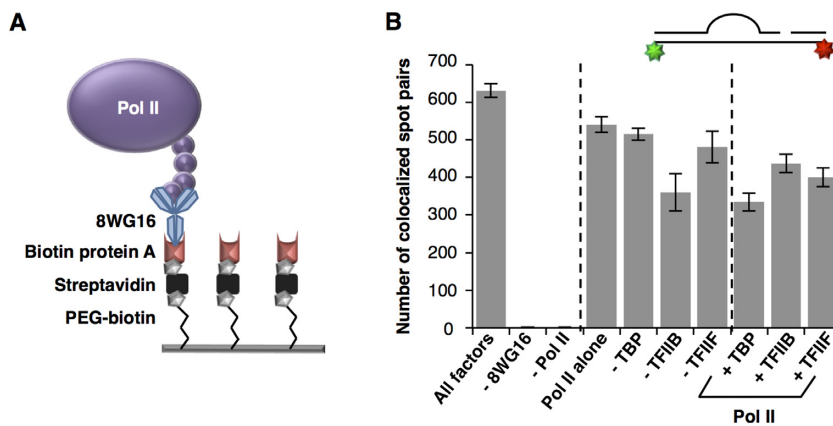 A
Pol II
8WG16
Biotin protein A
Streptavidin
PEG-biotin
B
Number of colocalized spot pairs
700
600
500
400
300
200
100
0
All factors
- 8WG16
- Pol II
Pol II alone
- TBP
- TFIIB
- TFIIF
+ TBP
+ TFIIB
+ TFIIF
Pol II